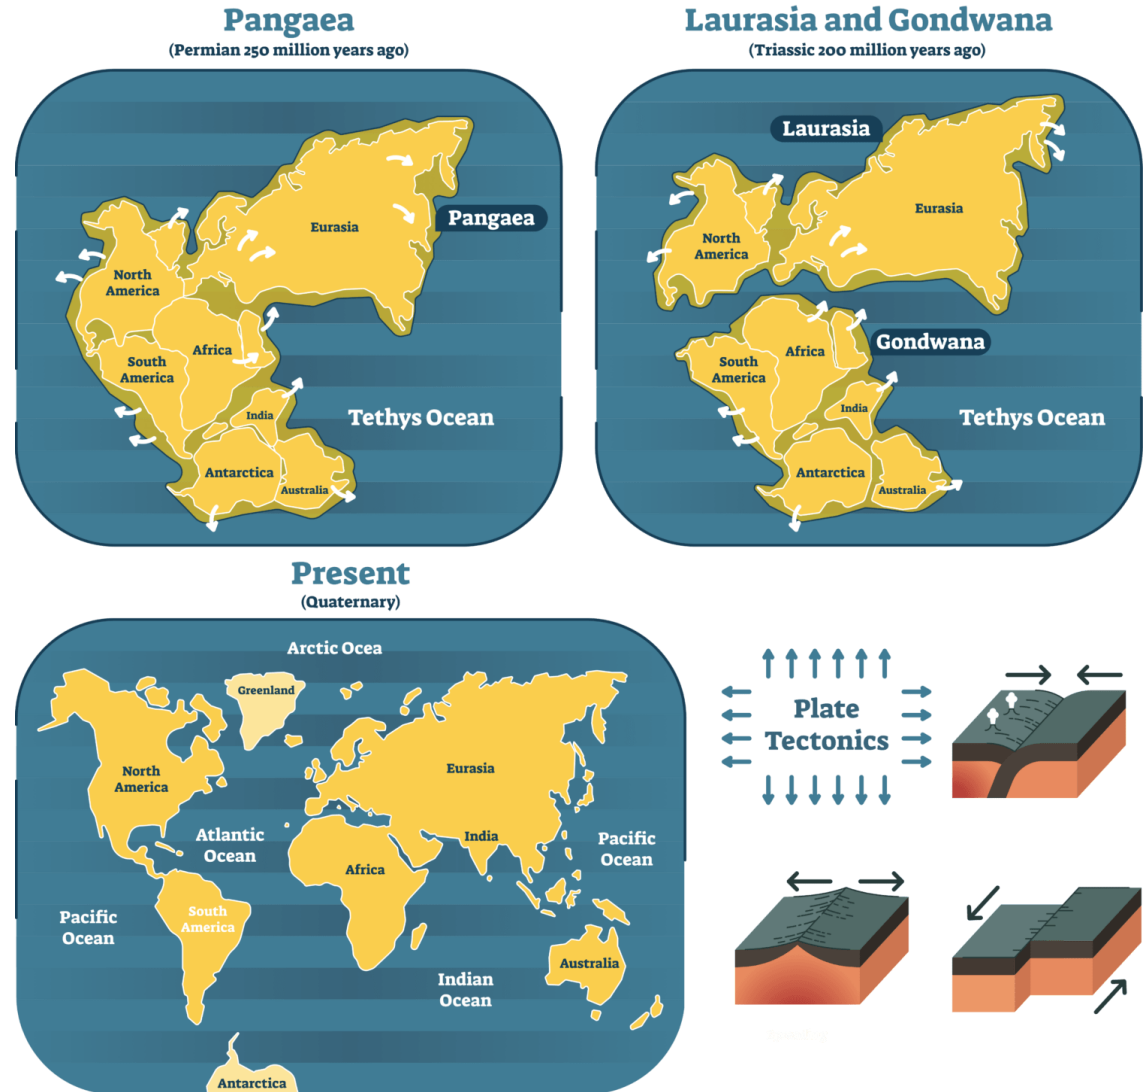 Pangaea
(Permian 250 million years ago)
Eurasia
Pangaea
North
America
Africa
South
America
India
Tethys Ocean
Antarctica
Australia
Laurasia and Gondwana
(Triassic 200 million years ago)
Laurasia
Eurasia
North
America
Gondwana
Africa
South
America
India
Tethys Ocean
Antarctica
Australia
Present
(Quaternary)
Arctic Ocea
Greenland
North
America
Eurasia
Atlantic
Ocean
India
Pacific
Ocean
Africa
South
America
Pacific
Ocean
Indian
Ocean
Australia
Antarctica
Plate
Tectonics